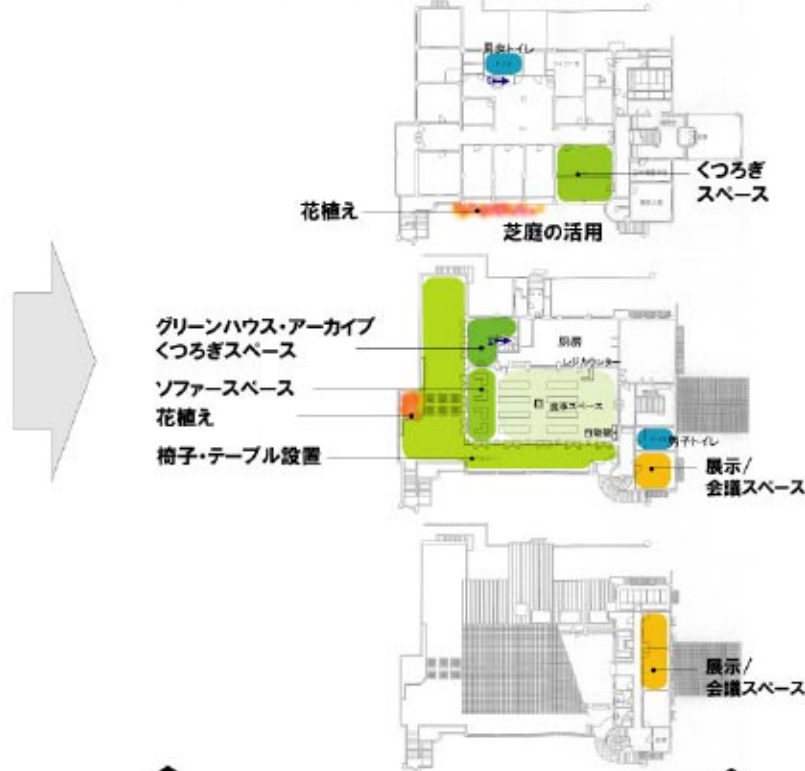 男女トイレ
くつろぎ
スペース
花植え
芝庭の活用
グリーンハウス・アーカイブ
くつろぎスペース
厨房
レジカウンター
ソファースペース
花植え
食事スペース
自販機
男子トイレ
椅子・テーブル設置
展示/
会議スペース
展示/
会議スペース